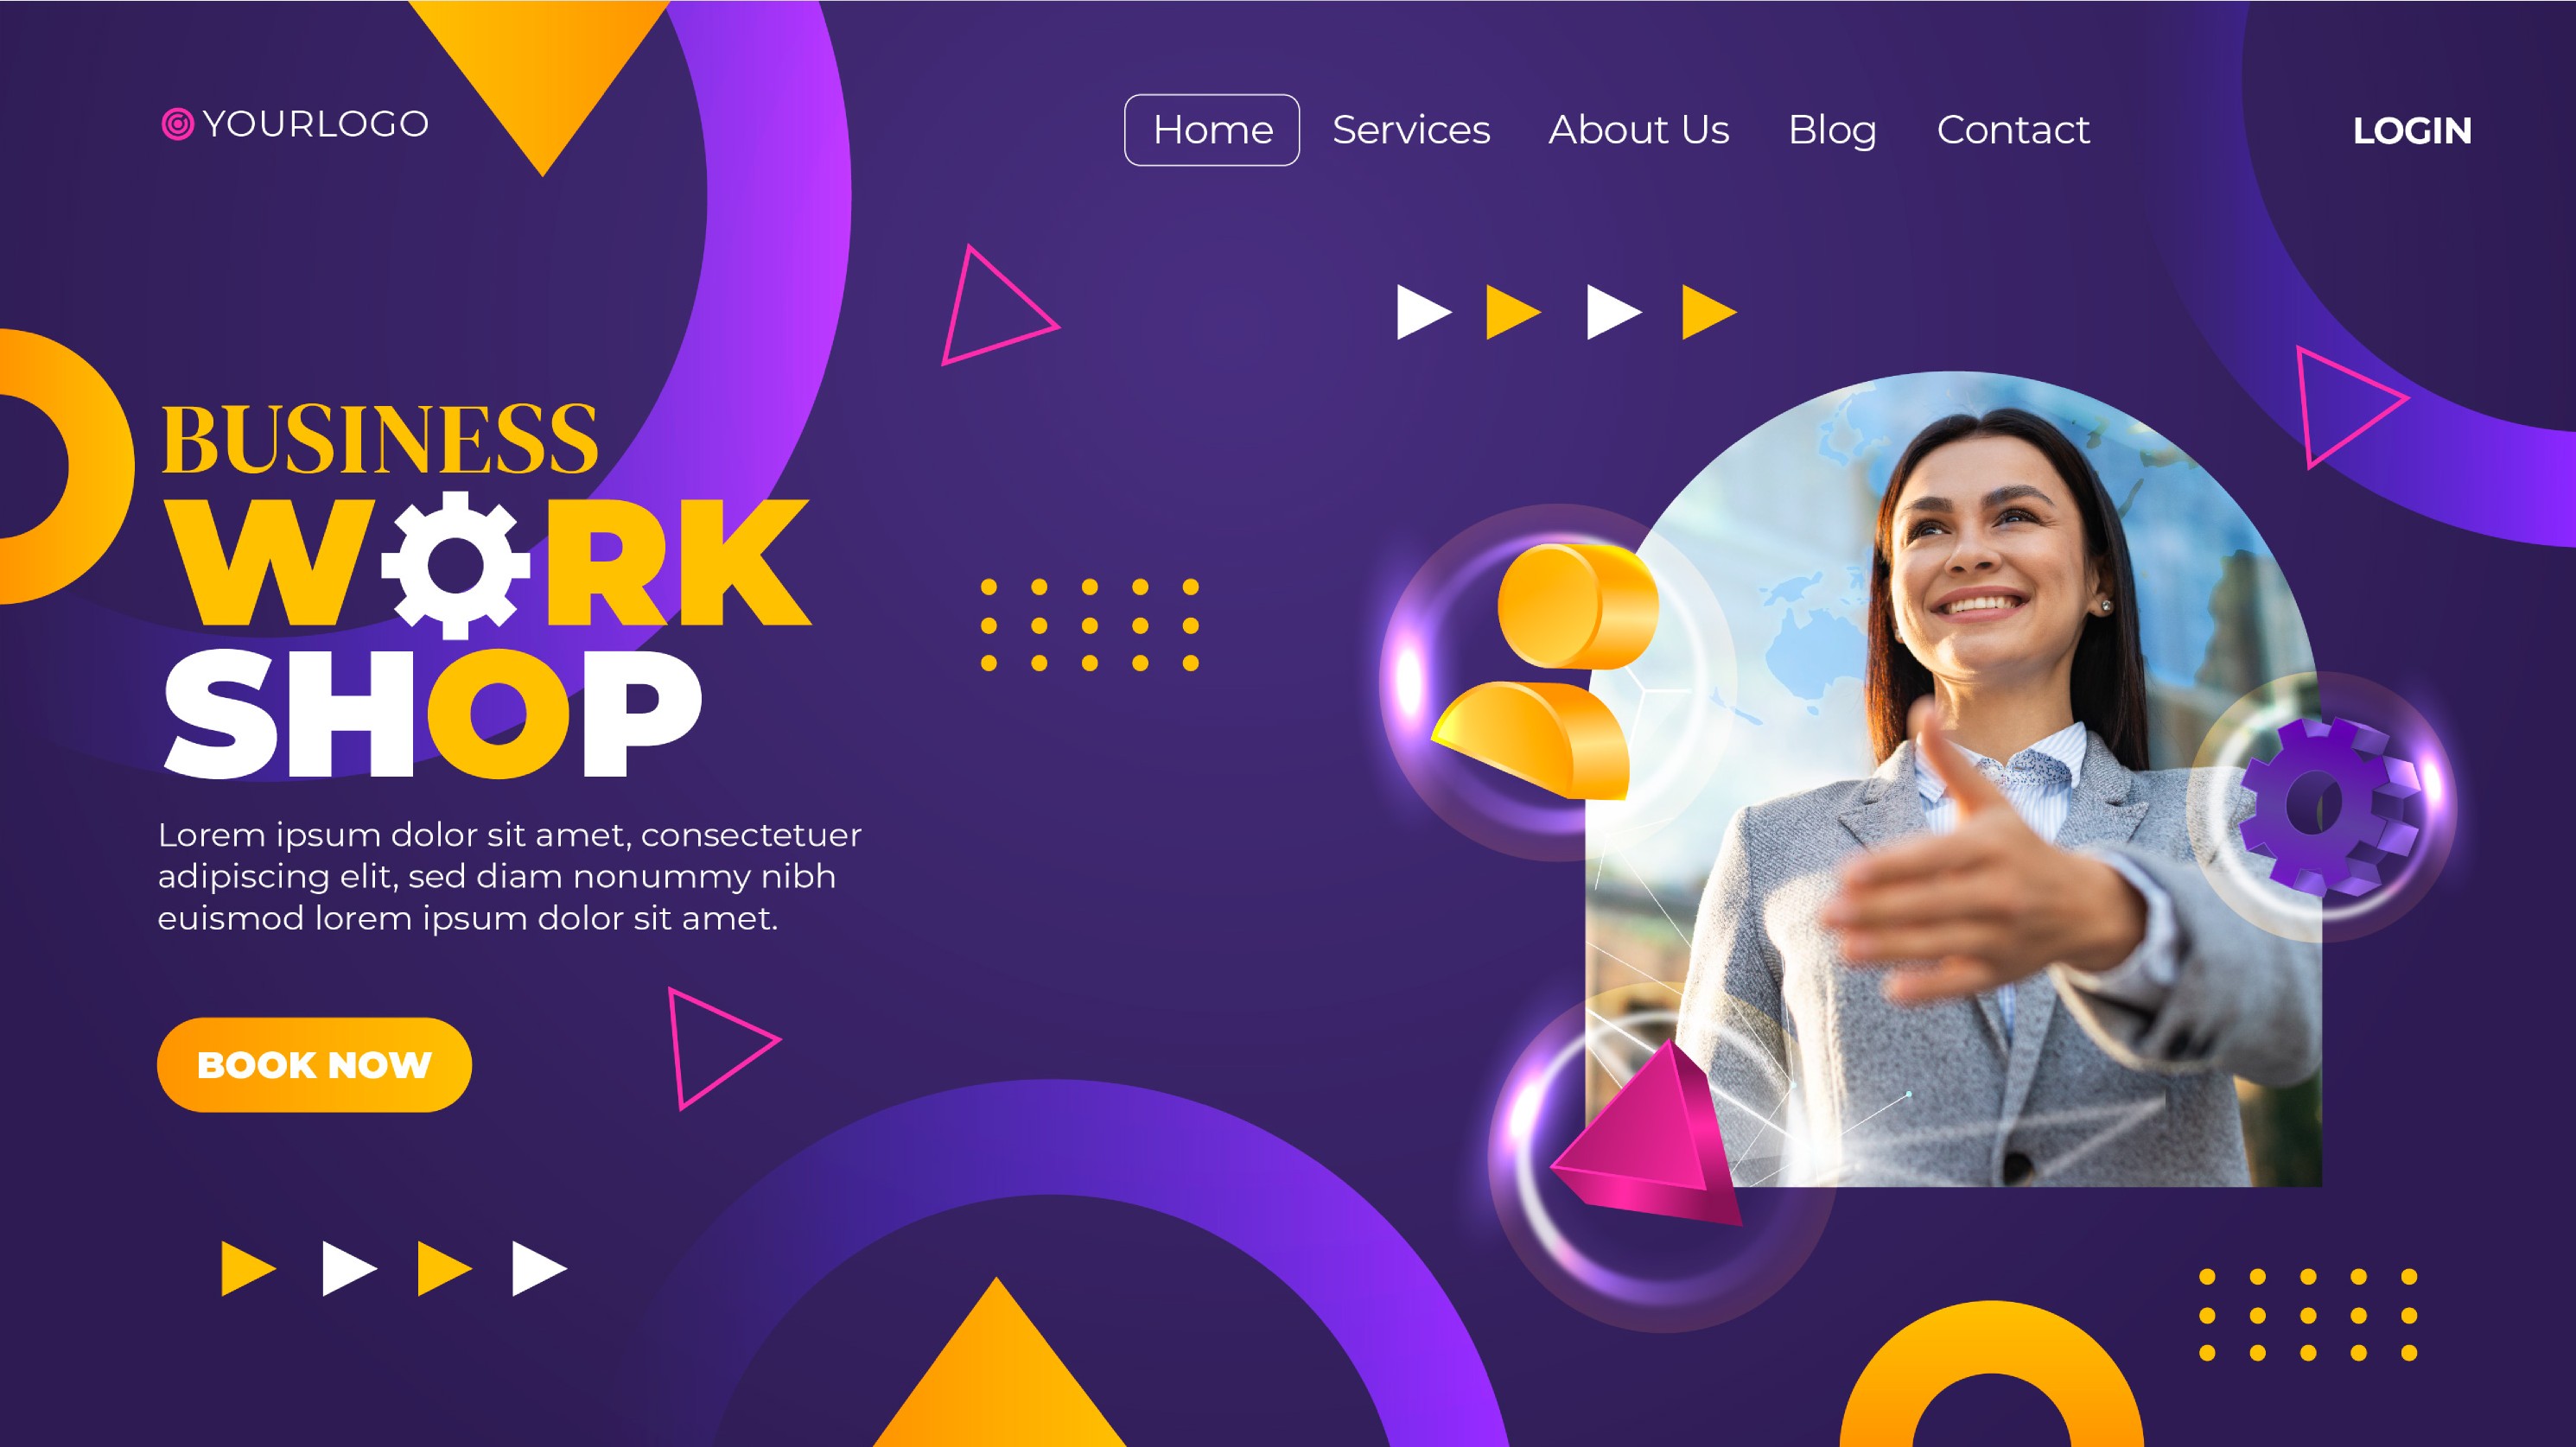 YOURLOGO
Home Services About Us Blog Contact LOGIN
BUSINESS
WORK
SHOP
Lorem ipsum dolor sit amet, consectetuer
adipiscing elit, sed diam nonummy nibh
euismod lorem ipsum dolor sit amet.
BOOK NOW